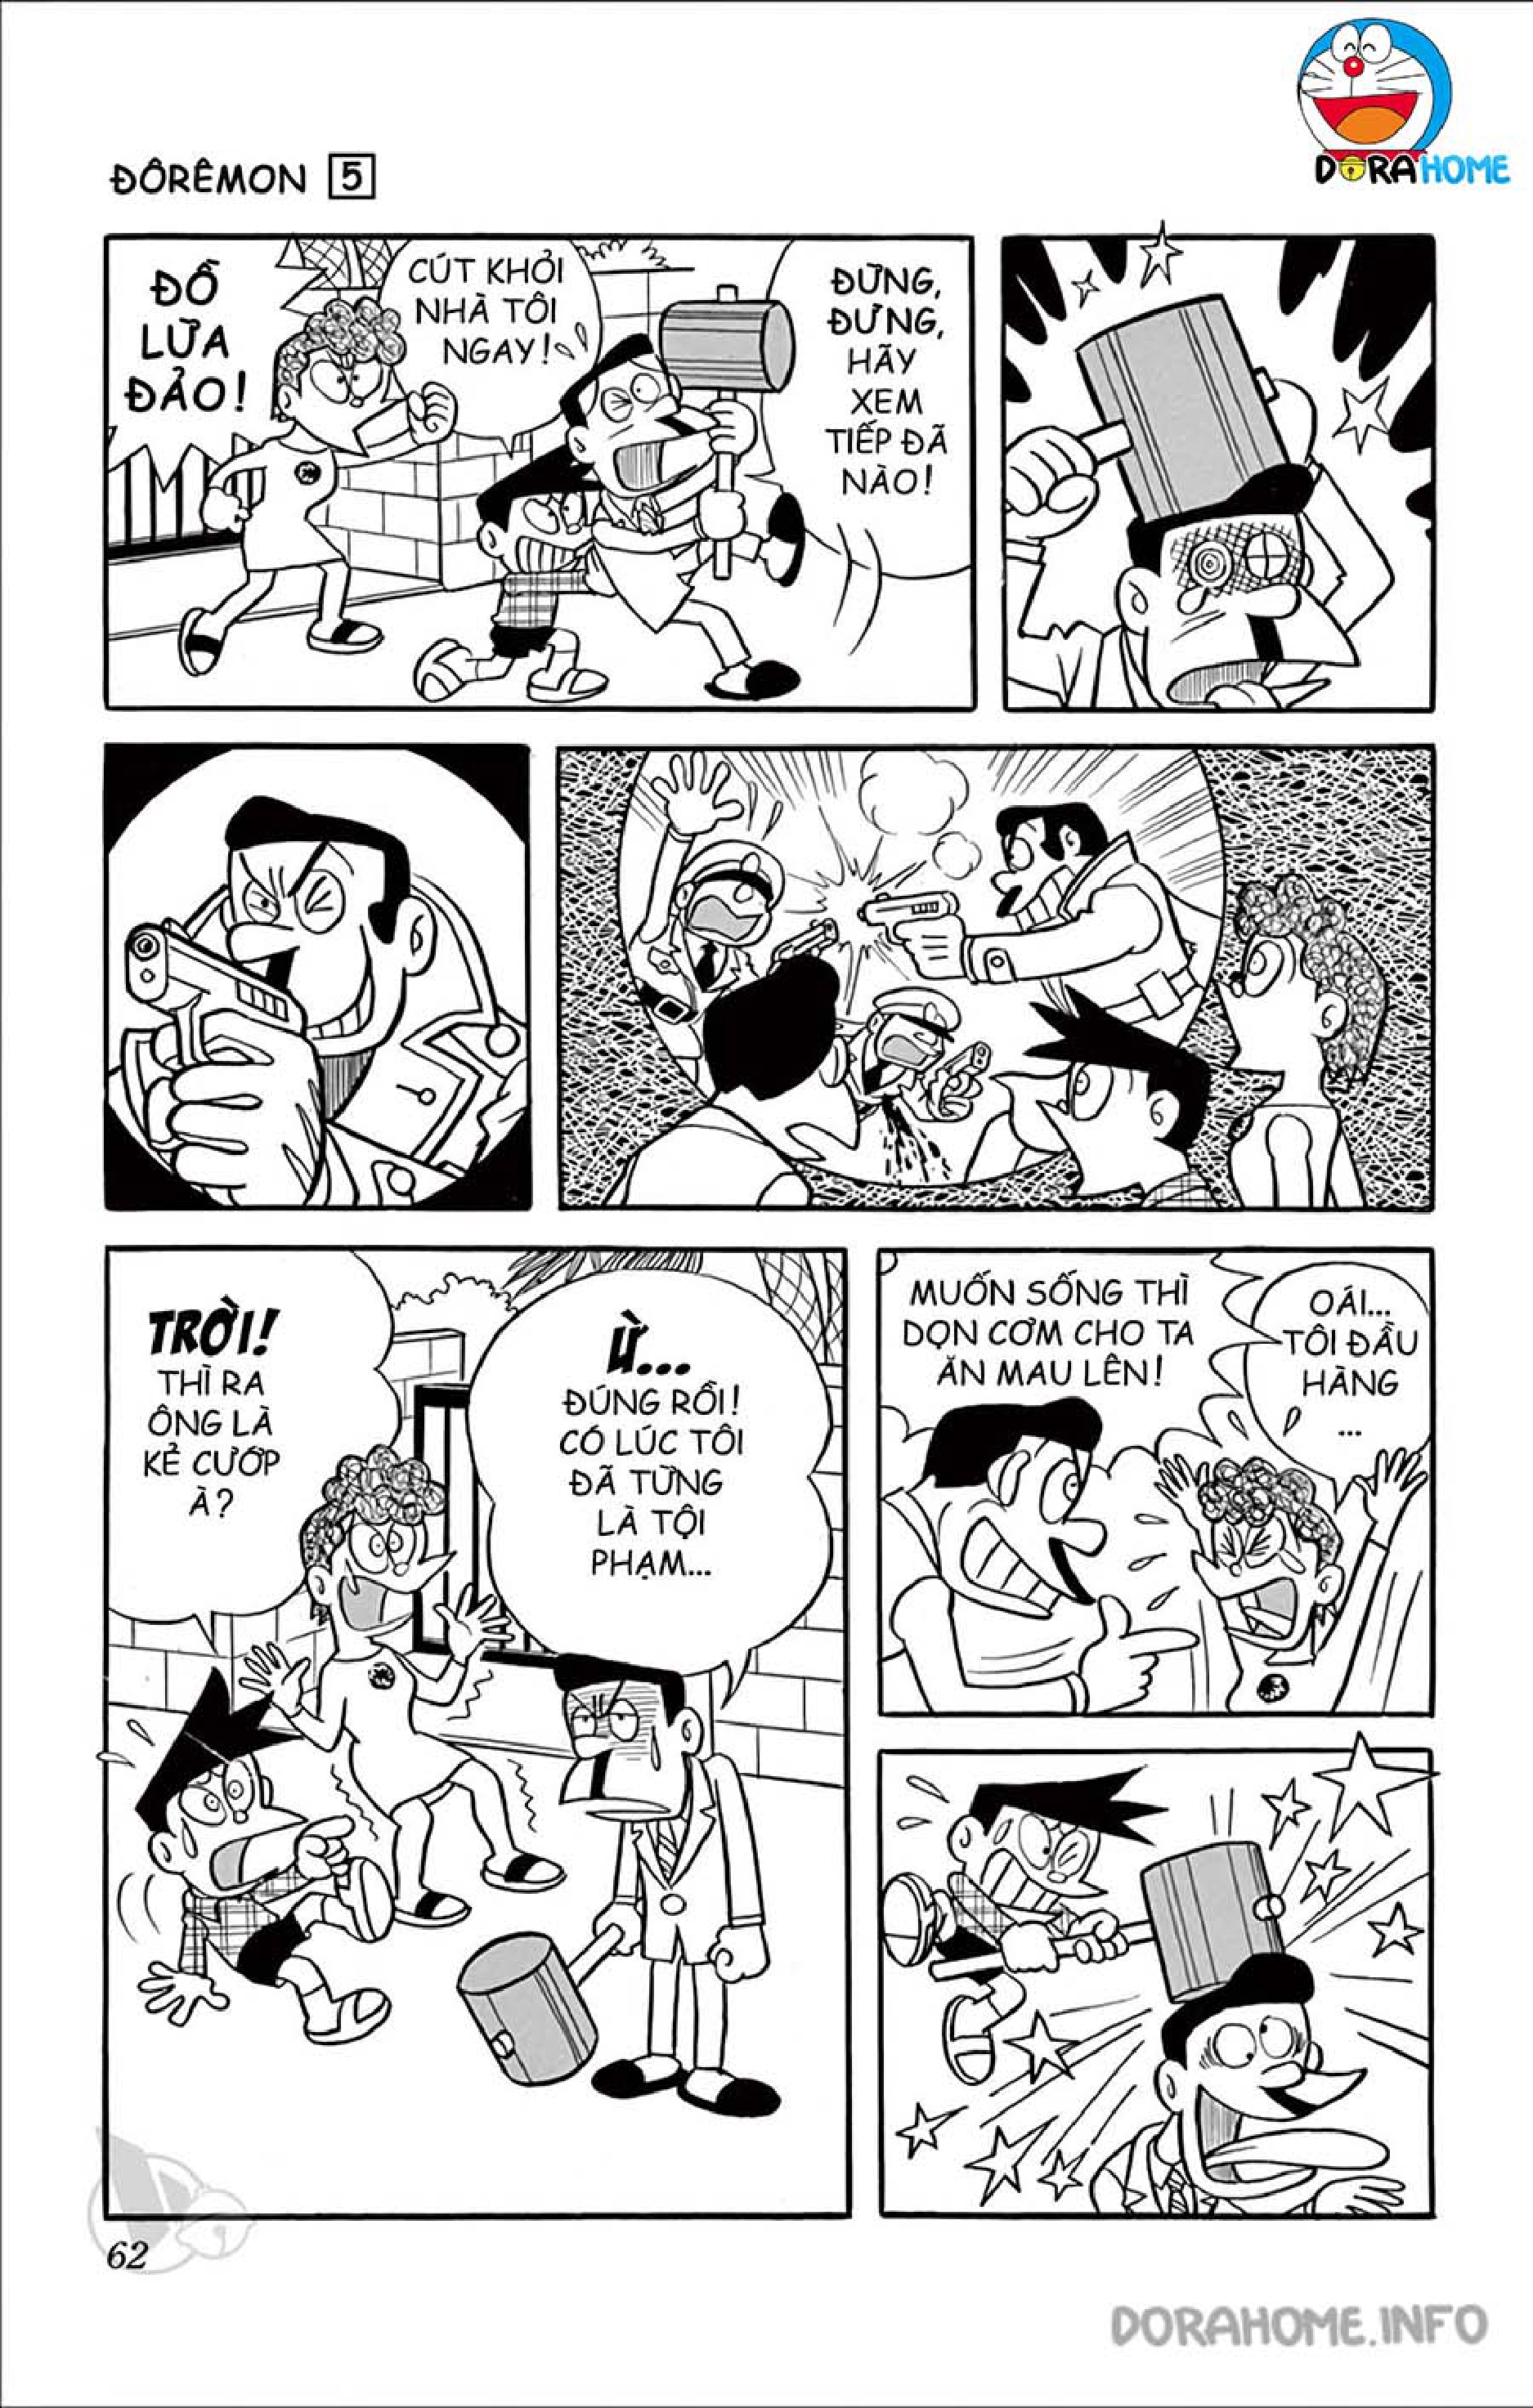 DORAHOME
ĐÔRÊMON 5
ĐỒ
LỪA
ĐẢO!
CÚT KHỎI
NHÀ TÔI
NGAY!
ĐỪNG,
ĐƯNG,
HÃY
XEM
TIẾP ĐÃ
NÀO!
TRỜI!
THÌ RA
ÔNG LÀ
KẺ CƯỚP
À?
Ừ...
ĐÚNG RỒI!
CÓ LÚC TÔI
ĐÃ TỪNG
LÀ TỘI
PHẠM...
MUỐN SỐNG THÌ
DỌN CƠM CHO TA
ĂN MAU LÊN!
OÁI...
TÔI ĐẦU
HÀNG
...
62
DORAHOME.INFO